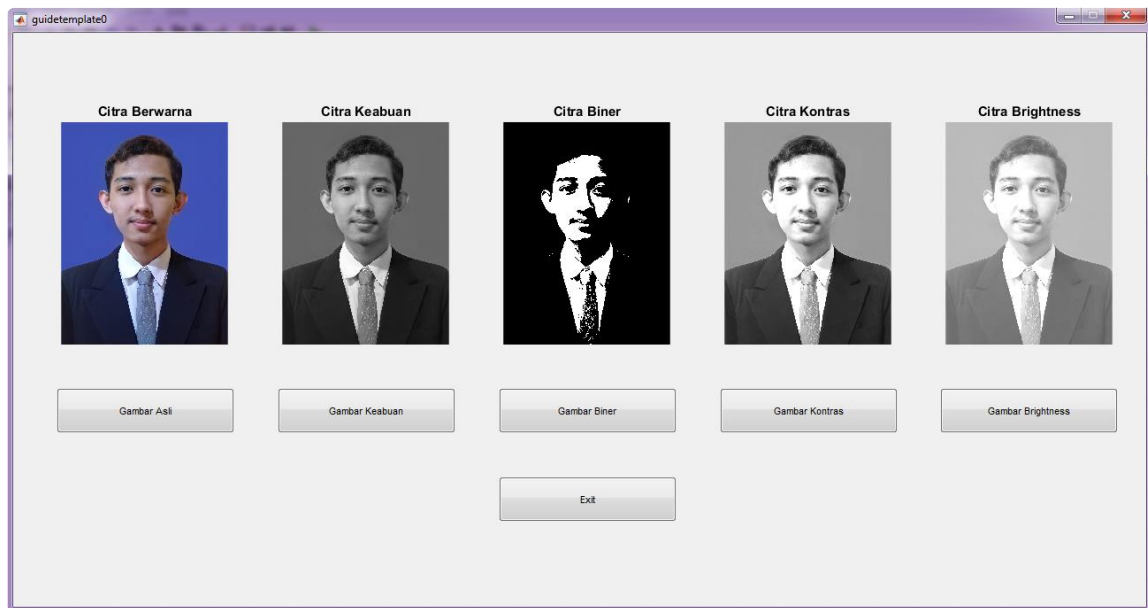 guidetemplate0
Citra Berwarna
Citra Keabuan
Citra Biner
Citra Kontras
Citra Brightness
Gambar Asli
Gambar Keabuan
Gambar Biner
Gambar Kontras
Gambar Brightness
Exit